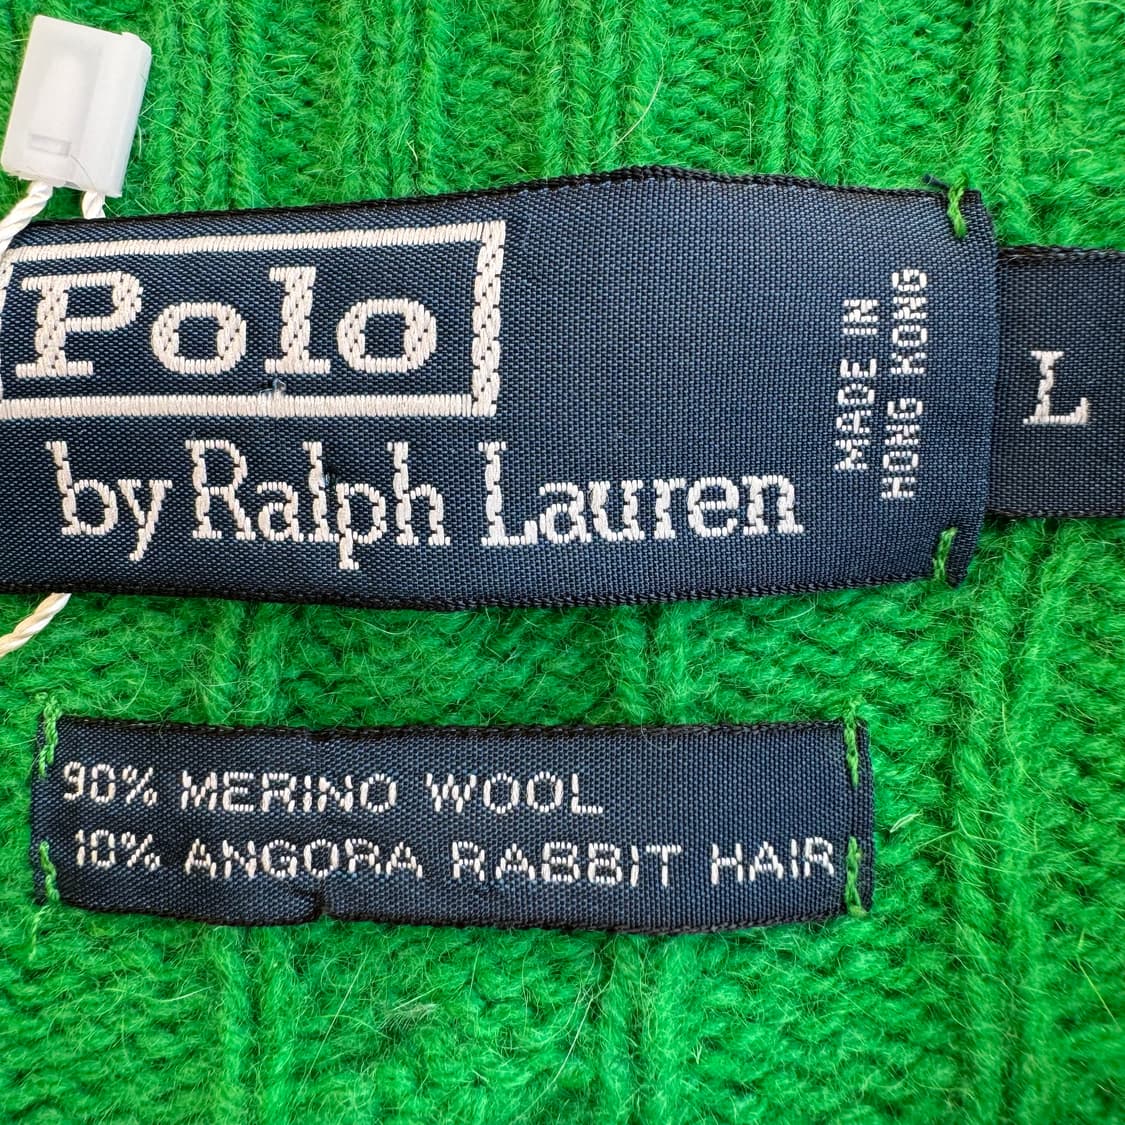 Polo
by Ralph Lauren
MADE IN
HONG KONG
L
90% MERINO WOOL
10% ANGORA RABBIT HAIR